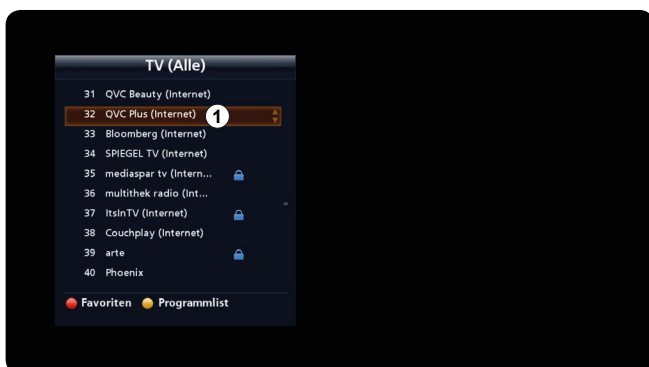 TV (Alle)
31 QVC Beauty (Internet)
32 QVC Plus (Internet) 1
33 Bloomberg (Internet)
34 SPIEGEL TV (Internet)
35 mediaspar tv (Intern...
36 multithek radio (Int...
37 ItsInTV (Internet)
38 Couchplay (Internet)
39 arte
40 Phoenix
Favoriten Programmlist